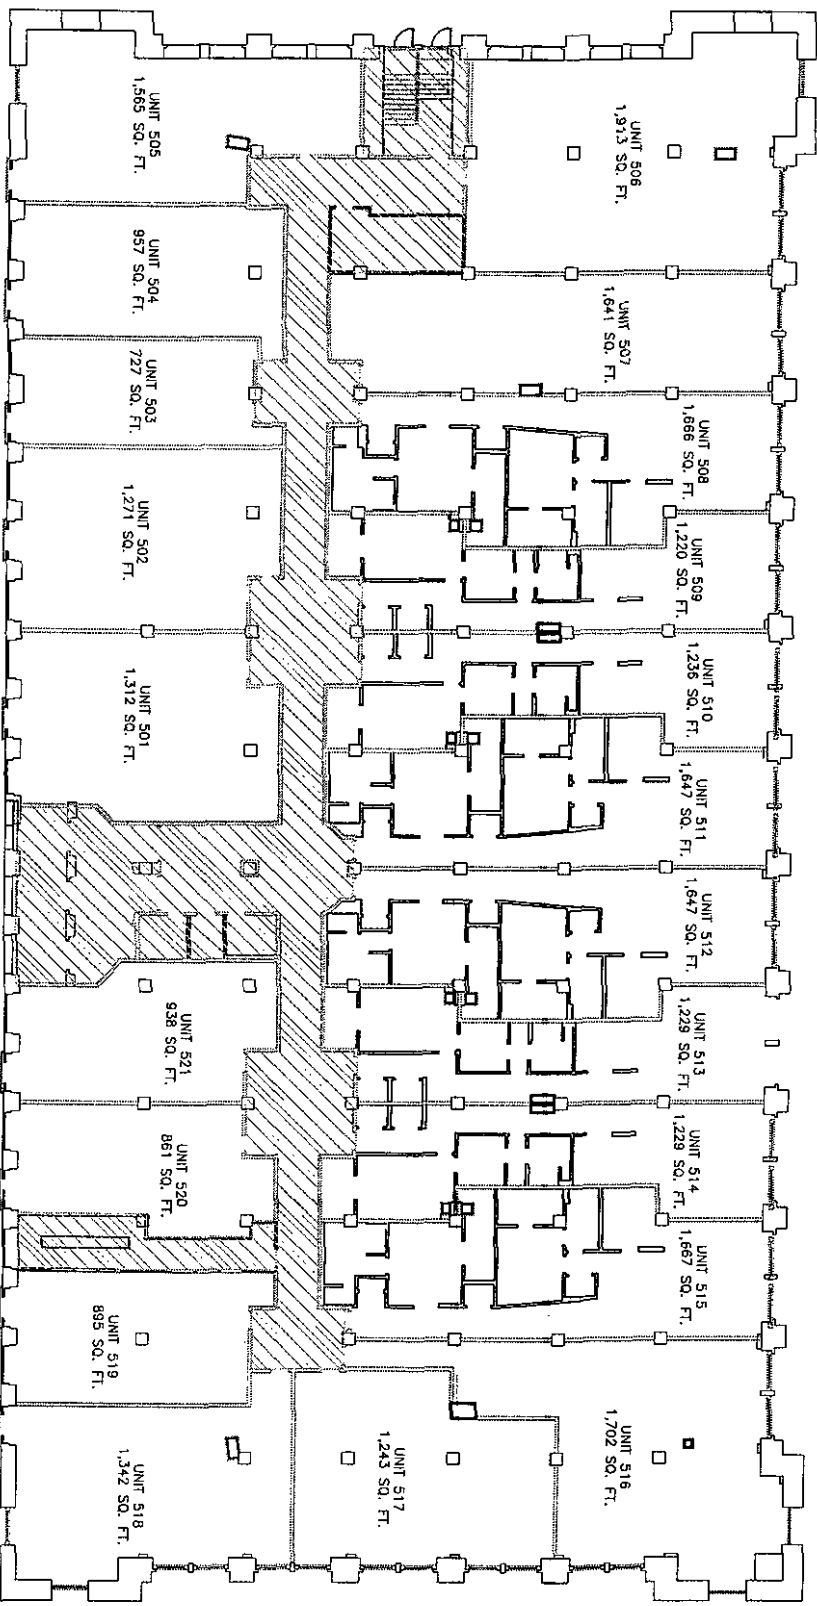 UNIT 505
1,565 SQ. FT.
UNIT 506
1,913 SQ. FT.
UNIT 504
957 SQ. FT.
UNIT 507
1,641 SQ. FT.
UNIT 503
727 SQ. FT.
UNIT 508
1,666 SQ. FT.
UNIT 502
1,271 SQ. FT.
UNIT 509
1,220 SQ. FT.
UNIT 501
1,312 SQ. FT.
UNIT 510
1,236 SQ. FT.
UNIT 511
1,647 SQ. FT.
UNIT 512
1,647 SQ. FT.
UNIT 521
938 SQ. FT.
UNIT 513
1,229 SQ. FT.
UNIT 520
861 SQ. FT.
UNIT 514
1,229 SQ. FT.
UNIT 519
895 SQ. FT.
UNIT 515
1,667 SQ. FT.
UNIT 518
1,342 SQ. FT.
UNIT 517
1,243 SQ. FT.
UNIT 516
1,702 SQ. FT.